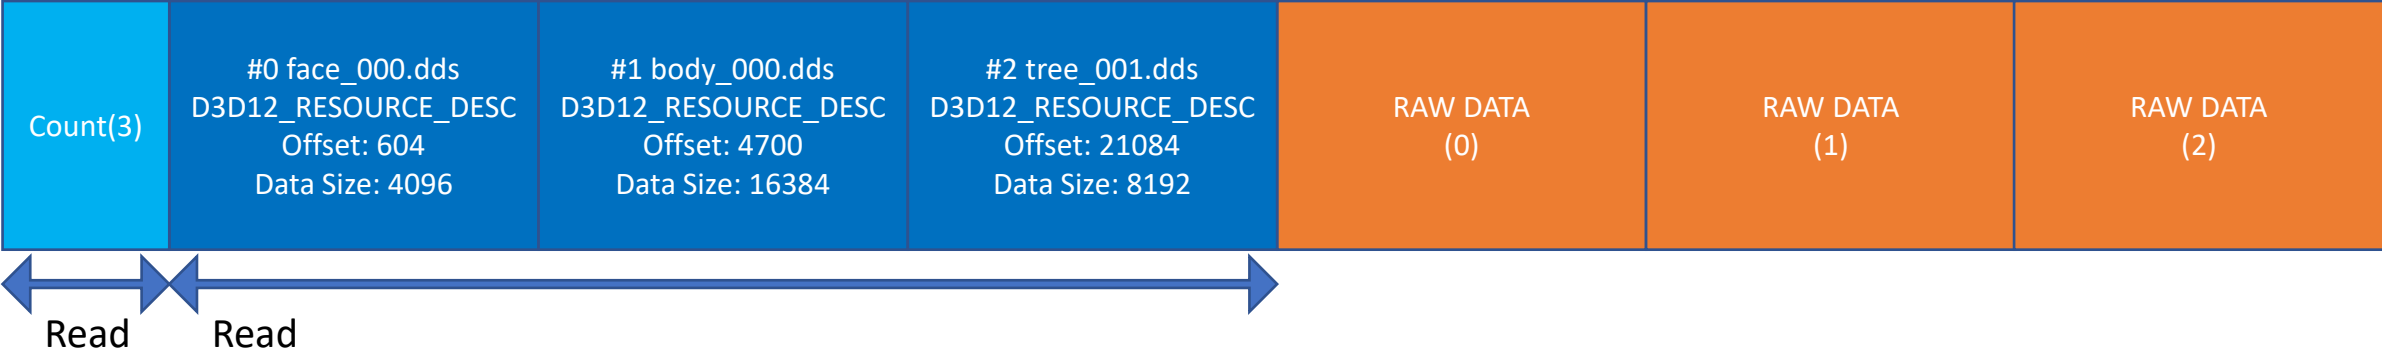 Count(3)
#0 face_000.dds
D3D12_RESOURCE_DESC
Offset: 604
Data Size: 4096
#1 body_000.dds
D3D12_RESOURCE_DESC
Offset: 4700
Data Size: 16384
#2 tree_001.dds
D3D12_RESOURCE_DESC
Offset: 21084
Data Size: 8192
RAW DATA
(0)
RAW DATA
(1)
RAW DATA
(2)
Read
Read